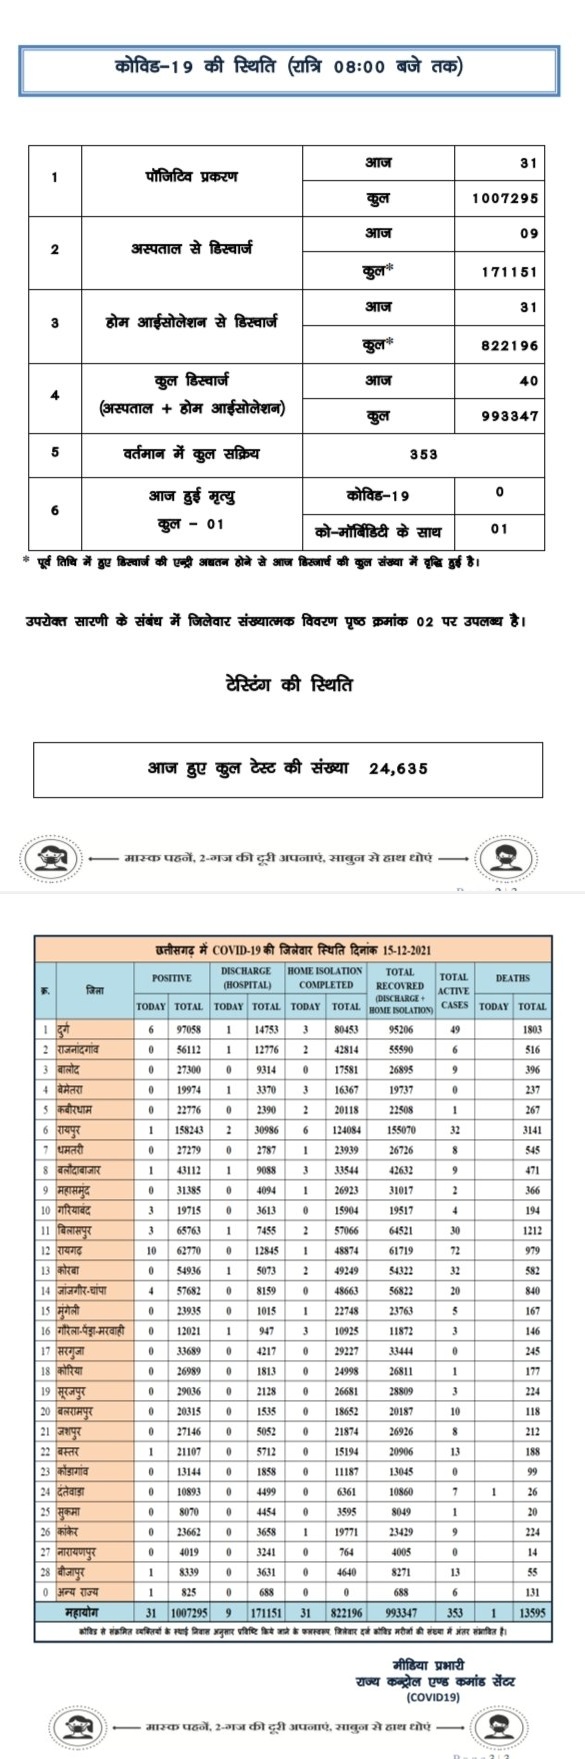 कोविड-19 की स्थिति (रात्रि 08:00 बजे तक)
1 पॉजिटिव प्रकरण आज 31
कुल 1007295
2 अस्पताल से डिस्चार्ज आज 09
कुल* 171151
3 होम आईसोलेशन से डिस्चार्ज आज 31
कुल* 822196
4 कुल डिस्चार्ज (अस्पताल + होम आईसोलेशन) आज 40
कुल 993347
5 वर्तमान में कुल सक्रिय 353
6 आज हुई मृत्यु कोविड-19 0
कुल - 01 को-मॉर्बिडिटी के साथ 01
* पूर्व तिथि में हुए डिस्चार्ज की एन्ट्री अद्यतन होने से आज डिस्चार्ज की कुल संख्या में वृद्धि हुई है।
उपरोक्त सारणी के संबंध में जिलेवार संख्यात्मक विवरण पृष्ठ क्रमांक 02 पर उपलब्ध है।
टेस्टिंग की स्थिति
आज हुए कुल टेस्ट की संख्या 24,635
मास्क पहनें, 2-गज की दूरी अपनाएं, साबुन से हाथ धोएं
छत्तीसगढ़ में COVID-19 की जिलेवार स्थिति दिनांक 15-12-2021
क्र. जिला POSITIVE DISCHARGE (HOSPITAL) HOME ISOLATION COMPLETED TOTAL RECOVRED (DISCHARGE + HOME ISOLATION) TOTAL ACTIVE CASES DEATHS
TODAY TOTAL TODAY TOTAL TODAY TOTAL TODAY TOTAL
1 दुर्ग 6 97058 1 14753 3 80453 95206 49 1803
2 राजनांदगांव 0 56112 1 12776 2 42814 55590 6 516
3 बालोद 0 27300 0 9314 0 17581 26895 9 396
4 बेमेतरा 0 19974 1 3370 3 16367 19737 0 237
5 कबीरधाम 0 22776 0 2390 2 20118 22508 1 267
6 रायपुर 1 158243 2 30986 6 124084 155070 32 3141
7 धमतरी 0 27279 0 2787 1 23939 26726 8 545
8 बलौदाबाजार 1 43112 1 9088 3 33544 42632 9 471
9 महासमुंद 0 31385 0 4094 1 26923 31017 2 366
10 गरियाबंद 3 19715 0 3613 0 15904 19517 4 194
11 बिलासपुर 3 65763 1 7455 2 57066 64521 30 1212
12 रायगढ़ 10 62770 0 12845 1 48874 61719 72 979
13 कोरबा 0 54936 1 5073 2 49249 54322 32 582
14 जांजगीर-चांपा 4 57682 0 8159 0 48663 56822 20 840
15 मुंगेली 0 23935 0 1015 1 22748 23763 5 167
16 गौरेला-पेंड्रा-मरवाही 0 12021 1 947 3 10925 11872 3 146
17 सरगुजा 0 33689 0 4217 0 29227 33444 0 245
18 कोरिया 0 26989 0 1813 0 24998 26811 1 177
19 सूरजपुर 0 29036 0 2128 0 26681 28809 3 224
20 बलरामपुर 0 20315 0 1535 0 18652 20187 10 118
21 जशपुर 0 27146 0 5052 0 21874 26926 8 212
22 बस्तर 1 21107 0 5712 0 15194 20906 13 188
23 कोंडागांव 0 13144 0 1858 0 11187 13045 0 99
24 दंतेवाड़ा 0 10893 0 4499 0 6361 10860 7 1 26
25 सुकमा 0 8070 0 4454 0 3595 8049 1 20
26 कांकेर 0 23662 0 3658 1 19771 23429 9 224
27 नारायणपुर 0 4019 0 3241 0 764 4005 0 14
28 बीजापुर 1 8339 0 3631 0 4640 8271 13 55
0 अन्य राज्य 1 825 0 688 0 0 688 6 131
महायोग 31 1007295 9 171151 31 822196 993347 353 1 13595
कोविड से संक्रमित व्यक्तियों के स्थाई निवास अनुसार प्रविष्टि किये जाने के फलस्वरूप, जिलेवार दर्ज कोविड मरीजों की संख्या में अंतर संभावित है।
मीडिया प्रभारी
राज्य कन्ट्रोल एण्ड कमांड सेंटर
(COVID19)
मास्क पहनें, 2-गज की दूरी अपनाएं, साबुन से हाथ धोएं